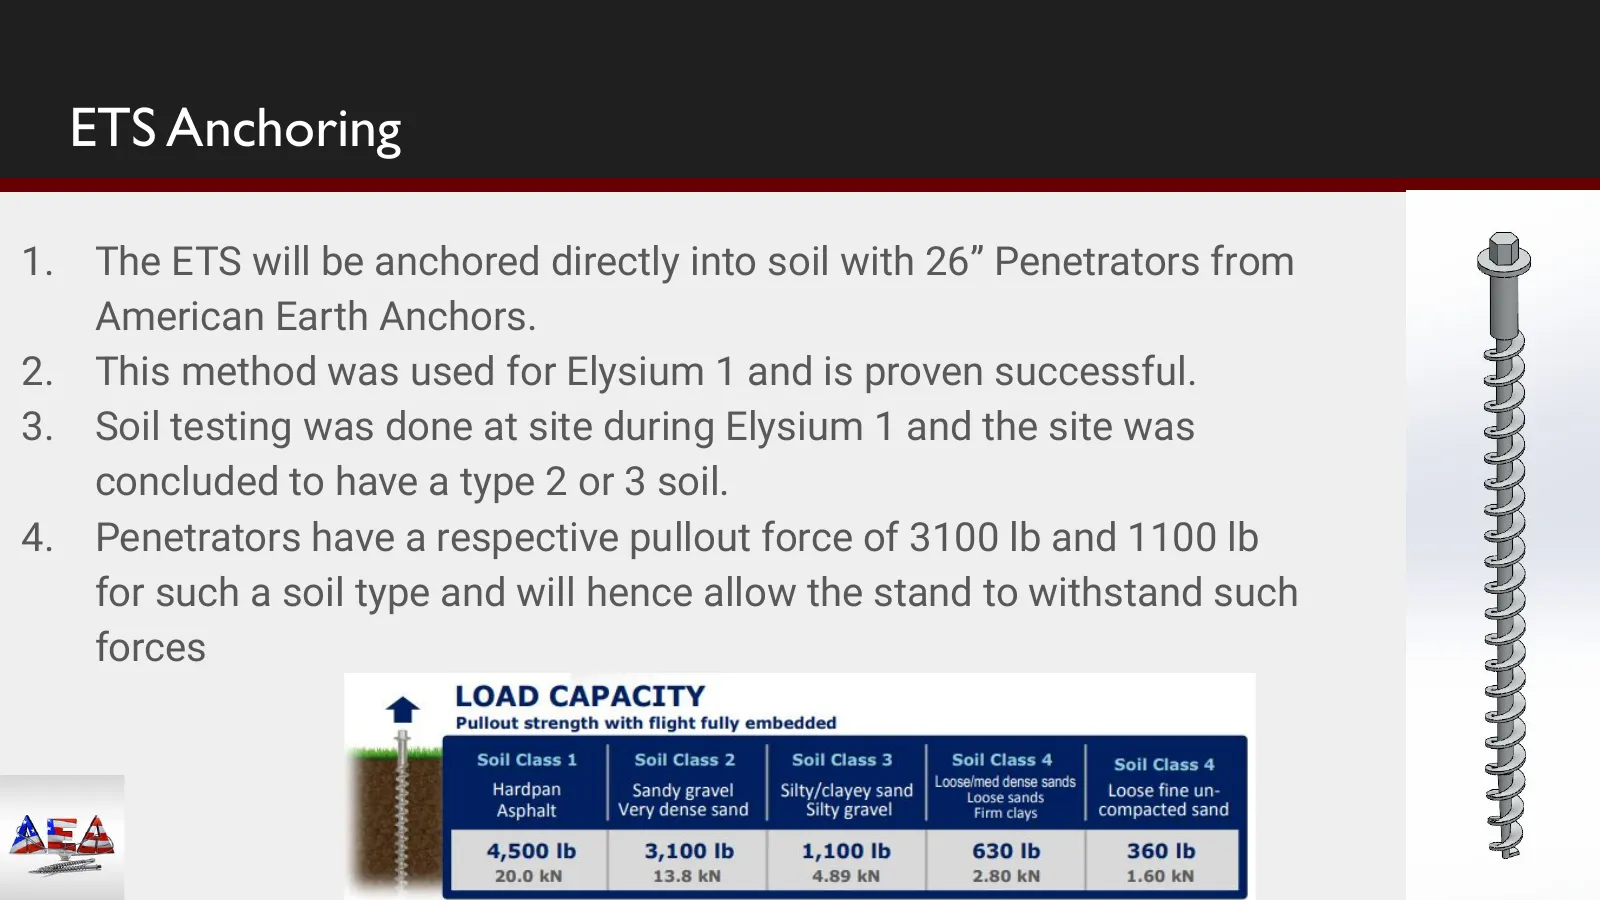 ETS Anchoring
1. The ETS will be anchored directly into soil with 26” Penetrators from
American Earth Anchors.
2. This method was used for Elysium 1 and is proven successful.
3. Soil testing was done at site during Elysium 1 and the site was
concluded to have a type 2 or 3 soil.
4. Penetrators have a respective pullout force of 3100 lb and 1100 lb
for such a soil type and will hence allow the stand to withstand such
forces
LOAD CAPACITY
Pullout strength with flight fully embedded
Soil Class 1 Soil Class 2 Soil Class 3 Soil Class 4 Soil Class 4
Hardpan Sandy gravel Silty/clayey sand Loose/med dense sands Loose fine un-
Asphalt Very dense sand Silty gravel Loose sands compacted sand
Firm clays
4,500 lb 3,100 lb 1,100 lb 630 lb 360 lb
20.0 kN 13.8 kN 4.89 kN 2.80 kN 1.60 kN
AEA